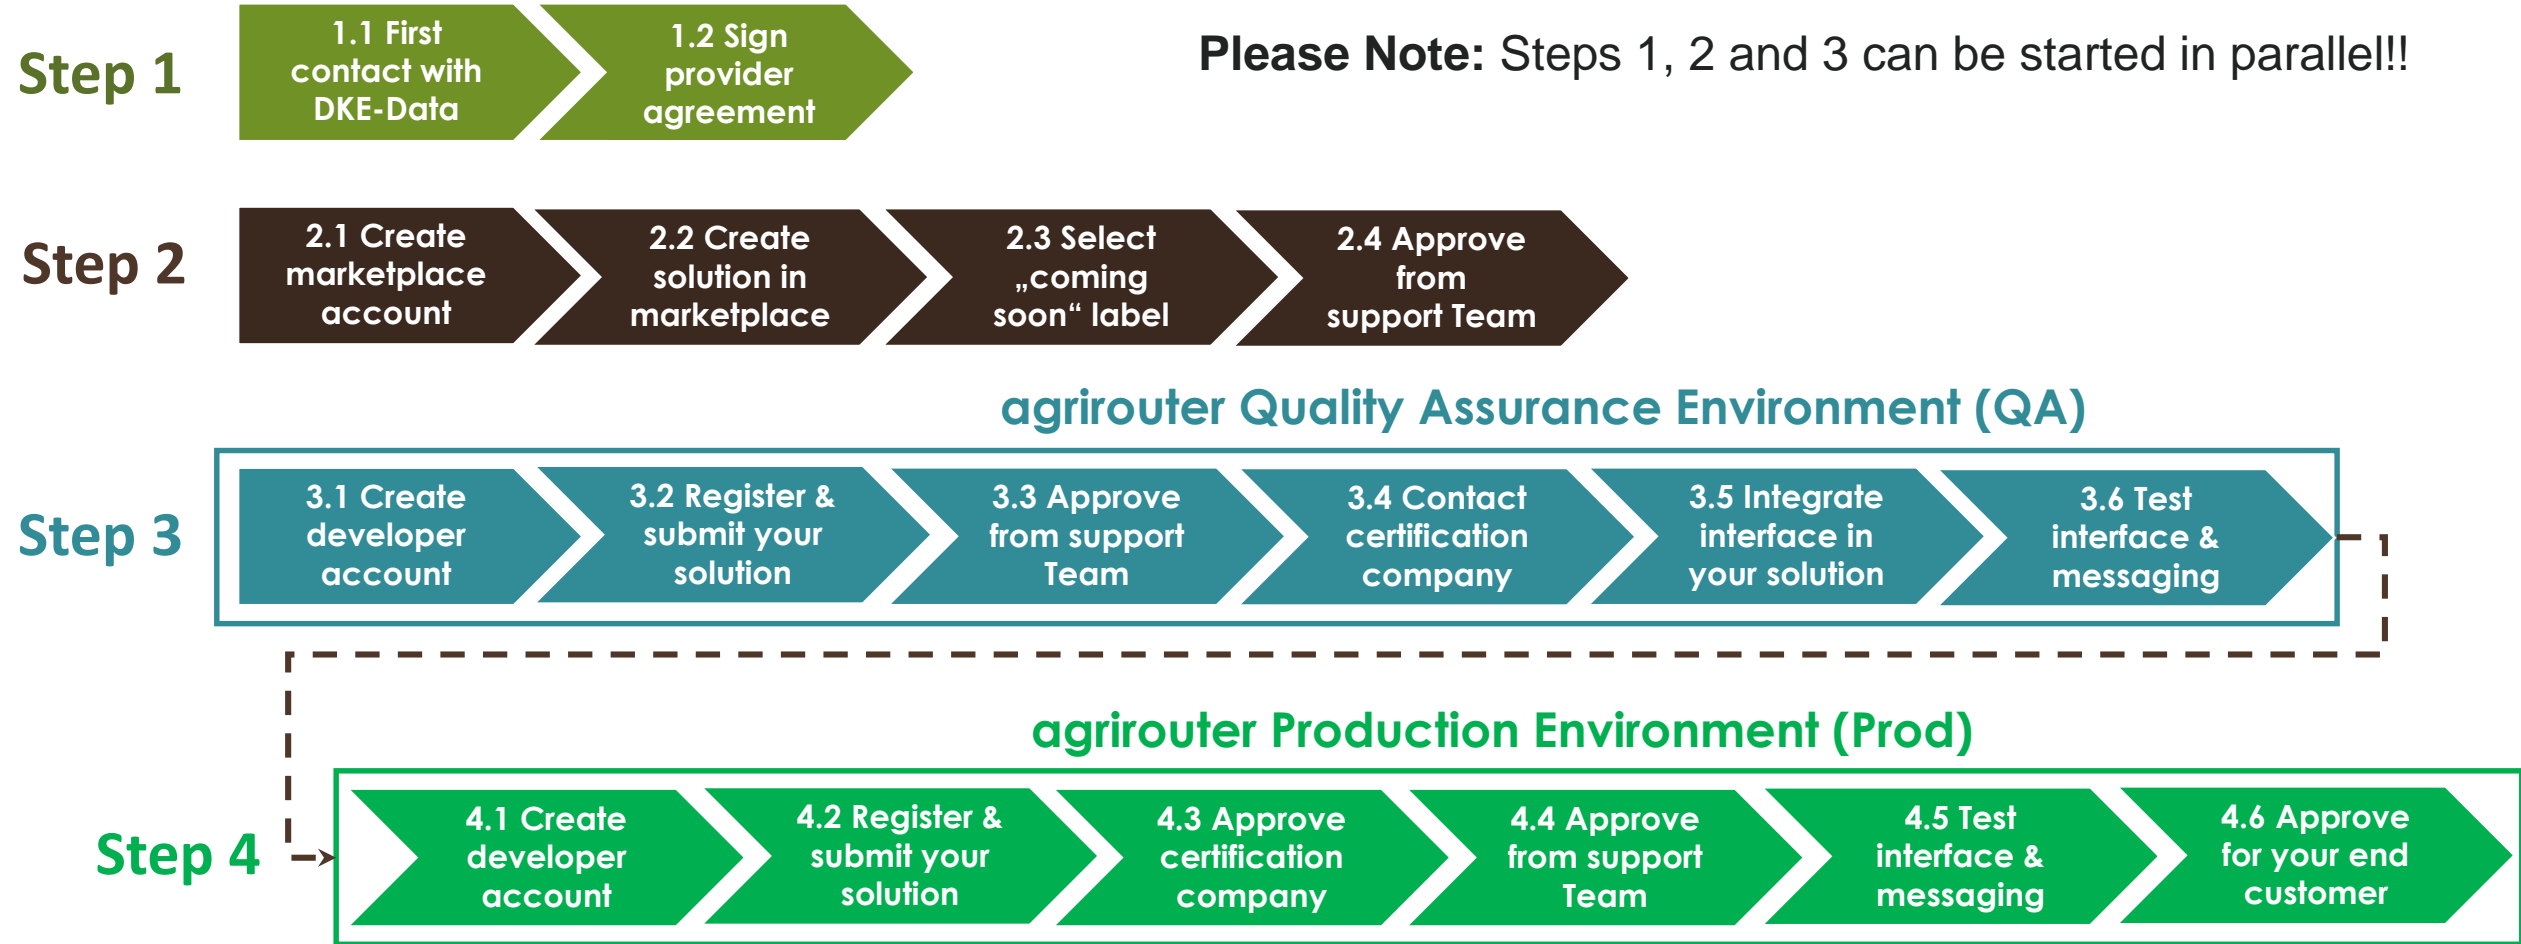 Step 1
1.1 First
contact with
DKE-Data
1.2 Sign
provider
agreement
Please Note: Steps 1, 2 and 3 can be started in parallel!!
Step 2
2.1 Create
marketplace
account
2.2 Create
solution in
marketplace
2.3 Select
„coming
soon“ label
2.4 Approve
from
support Team
agrirouter Quality Assurance Environment (QA)
Step 3
3.1 Create
developer
account
3.2 Register &
submit your
solution
3.3 Approve
from support
Team
3.4 Contact
certification
company
3.5 Integrate
interface in
your solution
3.6 Test
interface &
messaging
agrirouter Production Environment (Prod)
Step 4
4.1 Create
developer
account
4.2 Register &
submit your
solution
4.3 Approve
certification
company
4.4 Approve
from support
Team
4.5 Test
interface &
messaging
4.6 Approve
for your end
customer